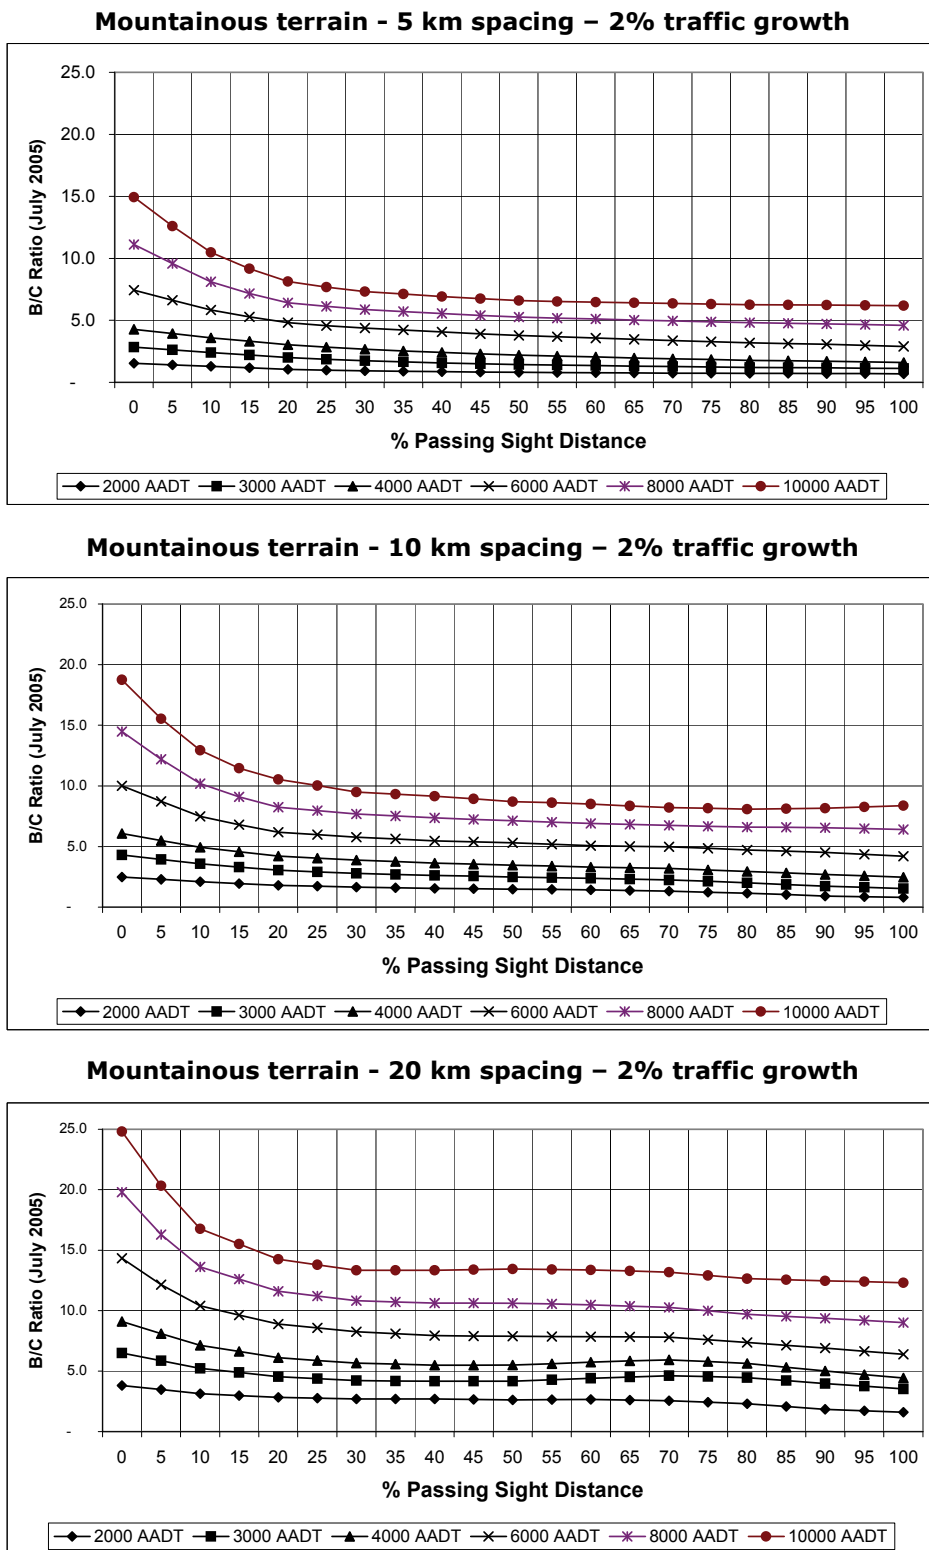 Mountainous terrain - 5 km spacing – 2% traffic growth
25.0
20.0
15.0
10.0
5.0
-
B/C Ratio (July 2005)
0 5 10 15 20 25 30 35 40 45 50 55 60 65 70 75 80 85 90 95 100
% Passing Sight Distance
2000 AADT 3000 AADT 4000 AADT 6000 AADT 8000 AADT 10000 AADT
Mountainous terrain - 10 km spacing – 2% traffic growth
25.0
20.0
15.0
10.0
5.0
-
B/C Ratio (July 2005)
0 5 10 15 20 25 30 35 40 45 50 55 60 65 70 75 80 85 90 95 100
% Passing Sight Distance
2000 AADT 3000 AADT 4000 AADT 6000 AADT 8000 AADT 10000 AADT
Mountainous terrain - 20 km spacing – 2% traffic growth
25.0
20.0
15.0
10.0
5.0
-
B/C Ratio (July 2005)
0 5 10 15 20 25 30 35 40 45 50 55 60 65 70 75 80 85 90 95 100
% Passing Sight Distance
2000 AADT 3000 AADT 4000 AADT 6000 AADT 8000 AADT 10000 AADT